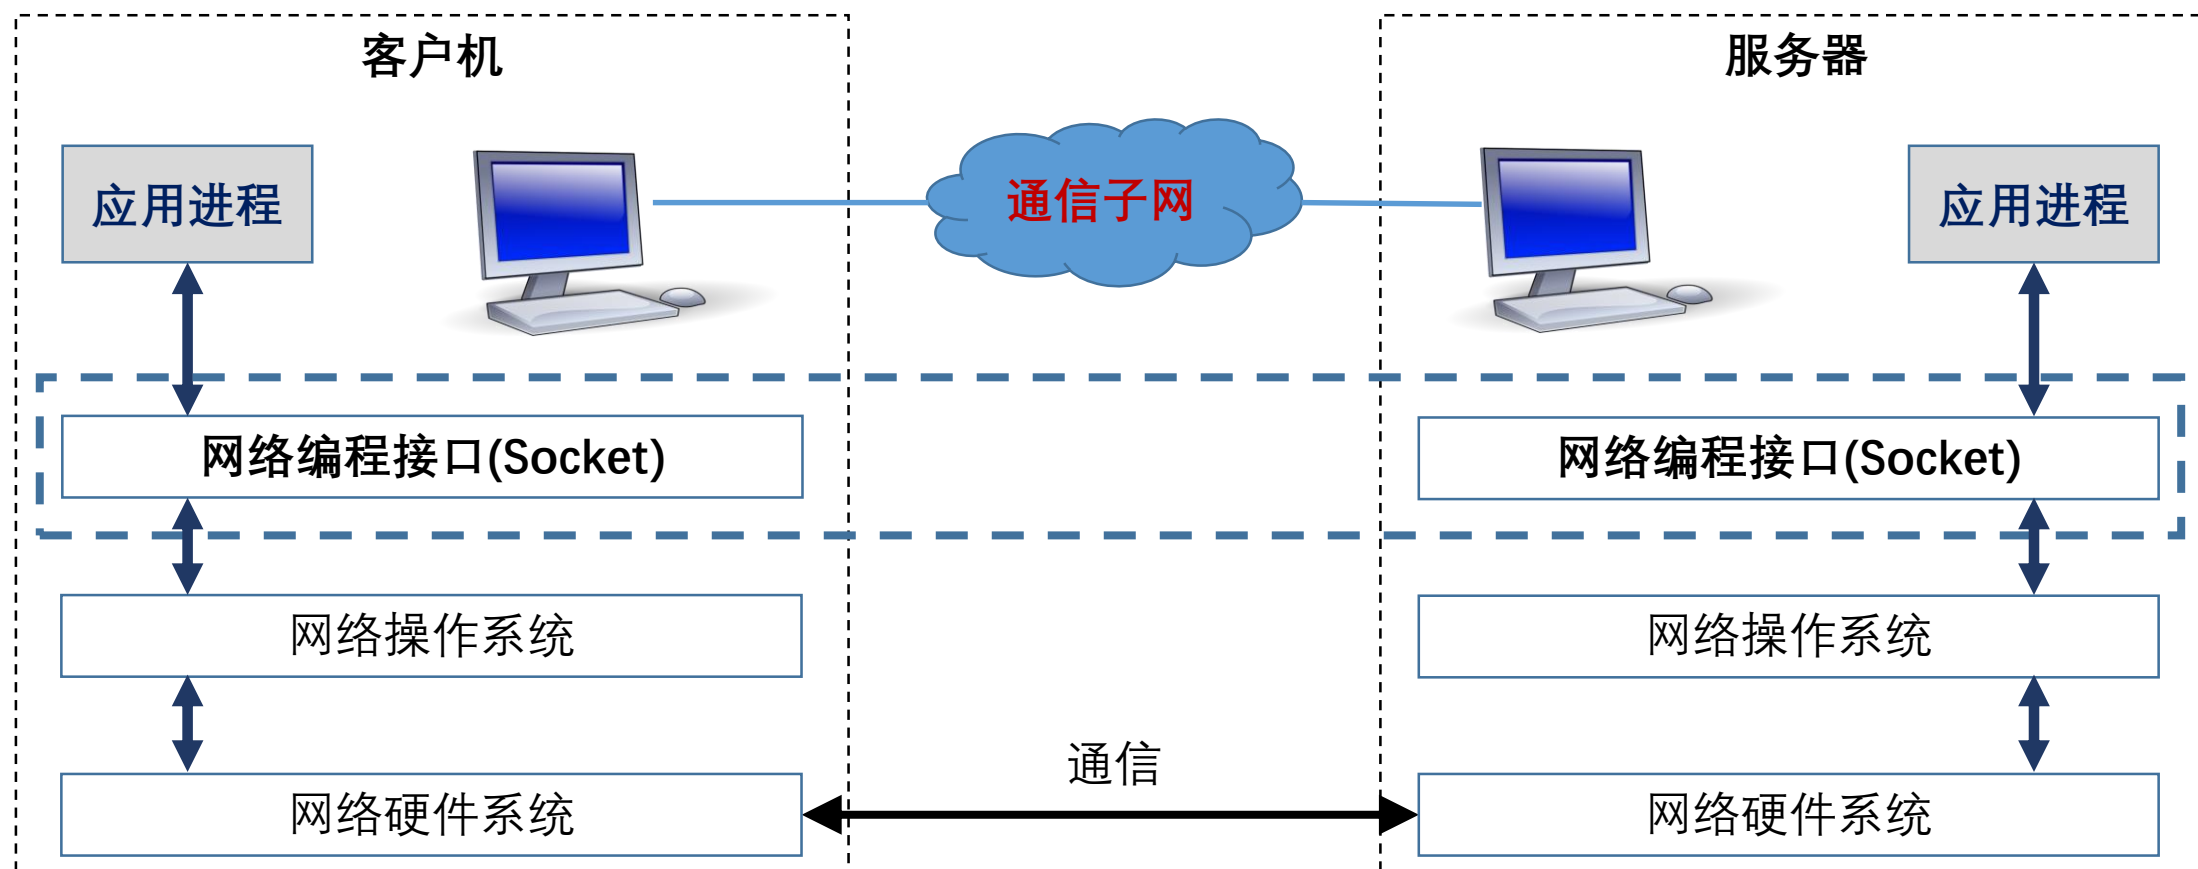 客户机
服务器
应用进程
通信子网
应用进程
网络编程接口(Socket)
网络编程接口(Socket)
网络操作系统
网络操作系统
通信
网络硬件系统
网络硬件系统